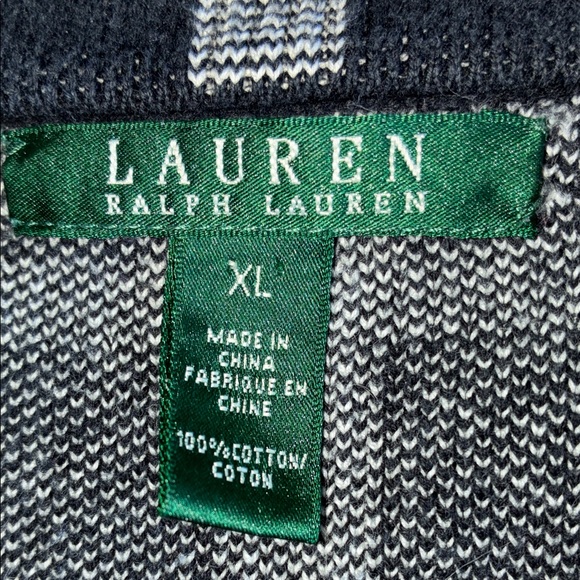 LAUREN
RALPH LAUREN
XL
MADE IN
CHINA
FABRIQUE EN
CHINE
100%COTTON/
COTON